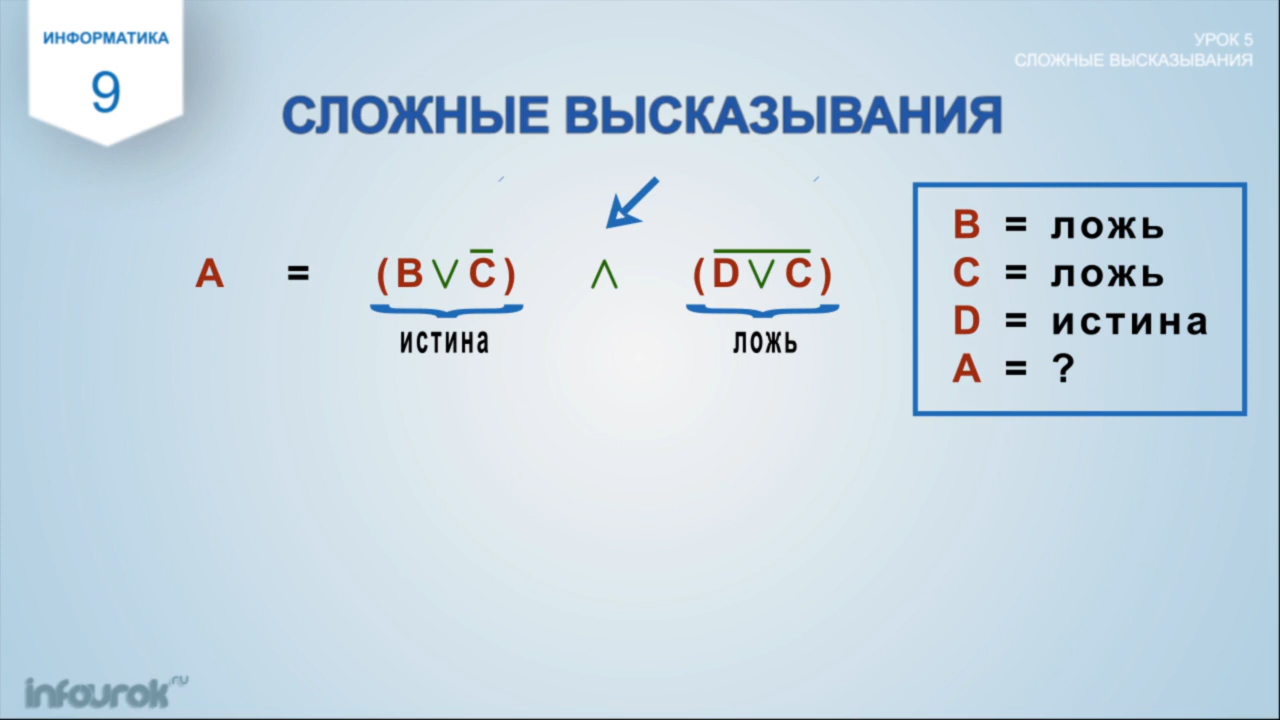 ИНФОРМАТИКА
9
УРОК 5
СЛОЖНЫЕ ВЫСКАЗЫВАНИЯ
СЛОЖНЫЕ ВЫСКАЗЫВАНИЯ
A = (B ∨ C̅) ∧ (D̅ ̅∨̅ ̅C̅)
истина ложь
B = ложь
C = ложь
D = истина
A = ?
infourok.ru